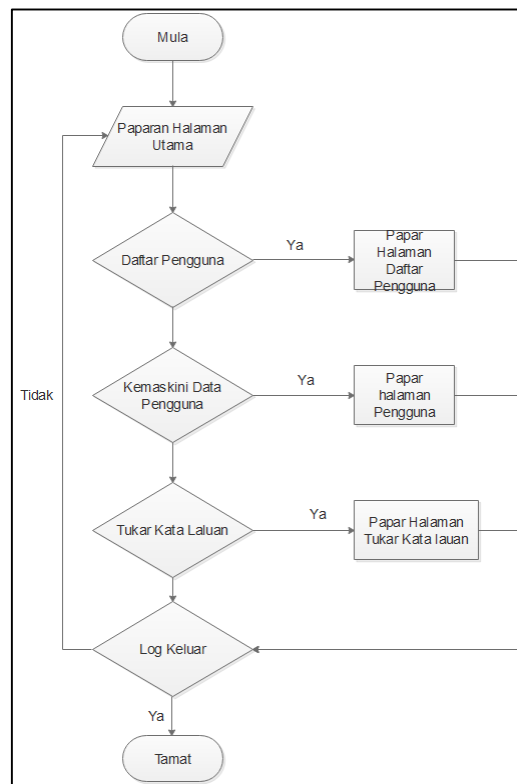 Mula
Paparan Halaman
Utama
Daftar Pengguna
Ya
Papar
Halaman
Daftar
Pengguna
Kemaskini Data
Pengguna
Ya
Papar
halaman
Pengguna
Tidak
Tukar Kata Laluan
Ya
Papar Halaman
Tukar Kata lauan
Log Keluar
Ya
Tamat